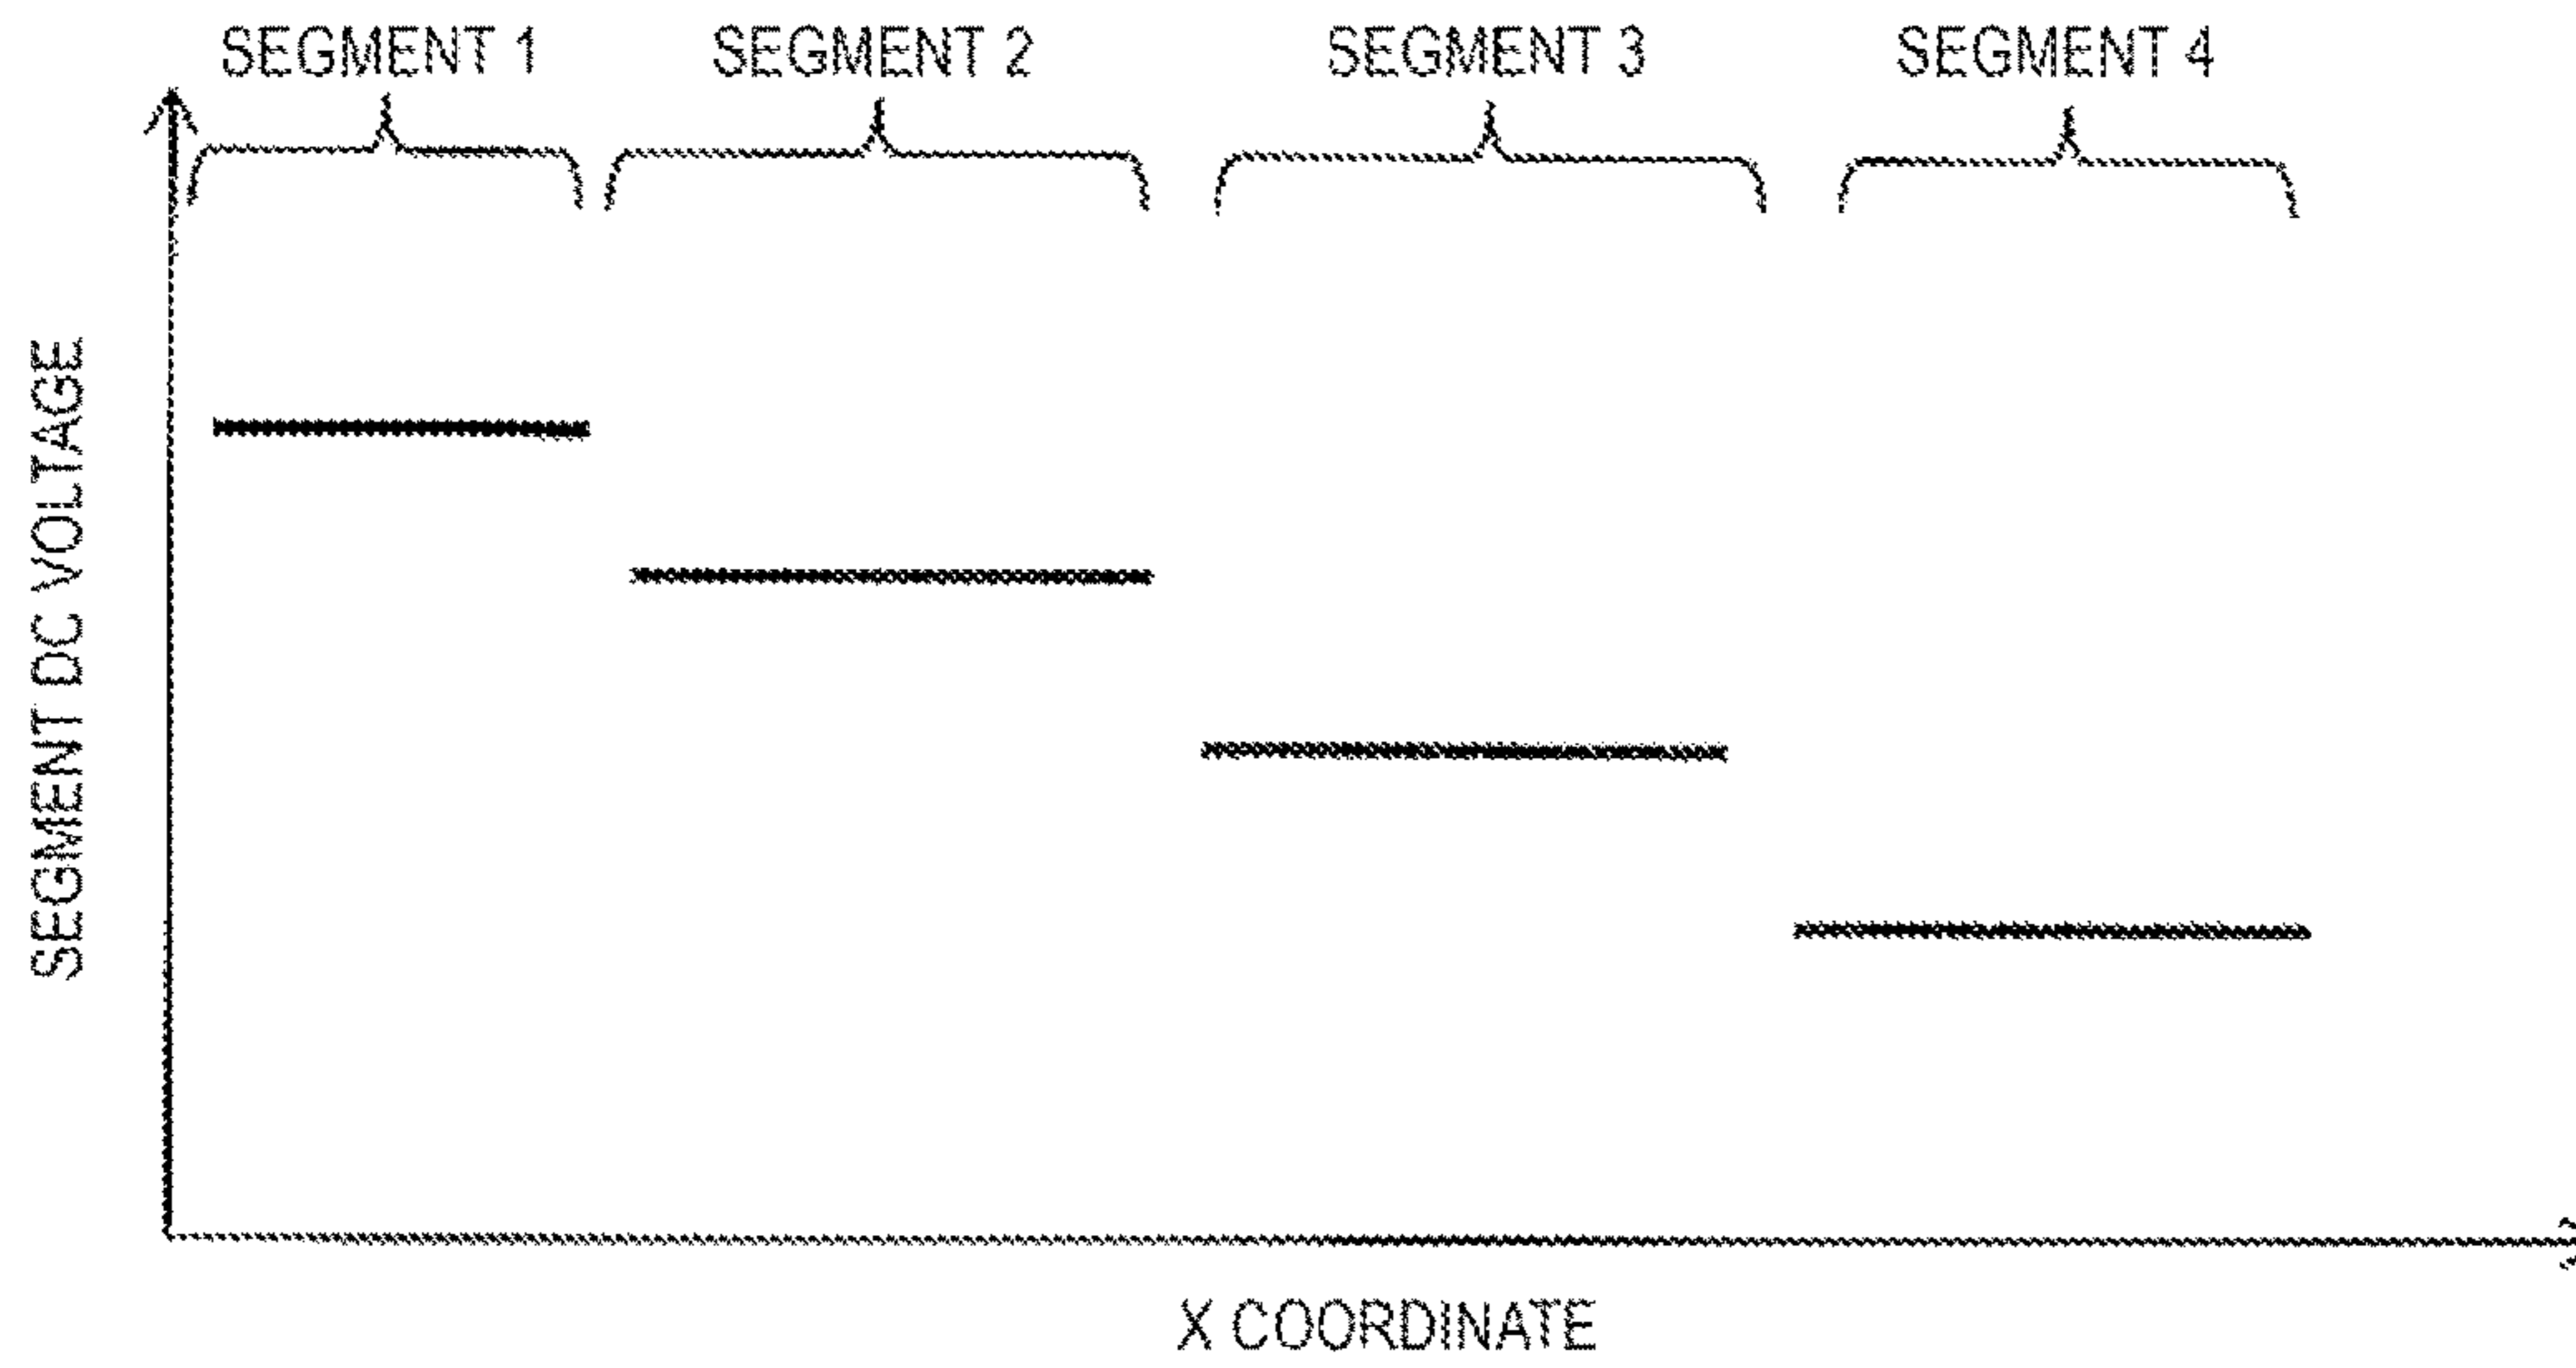 SEGMENT 1
SEGMENT 2
SEGMENT 3
SEGMENT 4
SEGMENT DC VOLTAGE
X COORDINATE